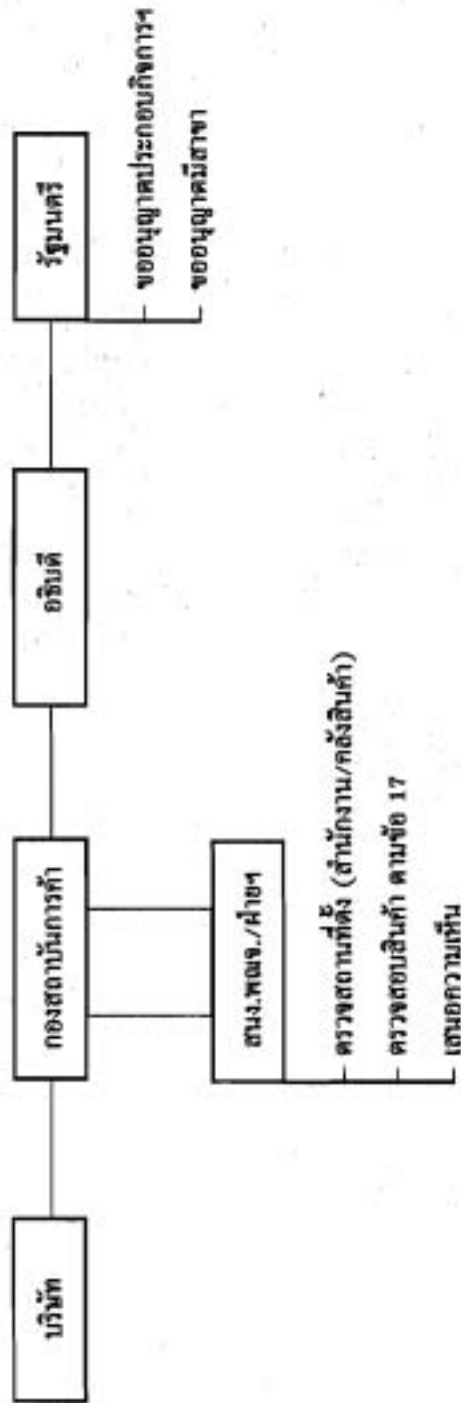 บริษัท
กองสถาบันการค้า
อธิบดี
รัฐมนตรี
ขออนุญาตประกอบกิจการฯ
ขออนุญาตมีสาขา
สนง.พณจ./ฝ่ายฯ
ตรวจสถานที่ตั้ง (สำนักงาน/คลังสินค้า)
ตรวจสอบสินค้า ตามข้อ 17
เสนอความเห็น